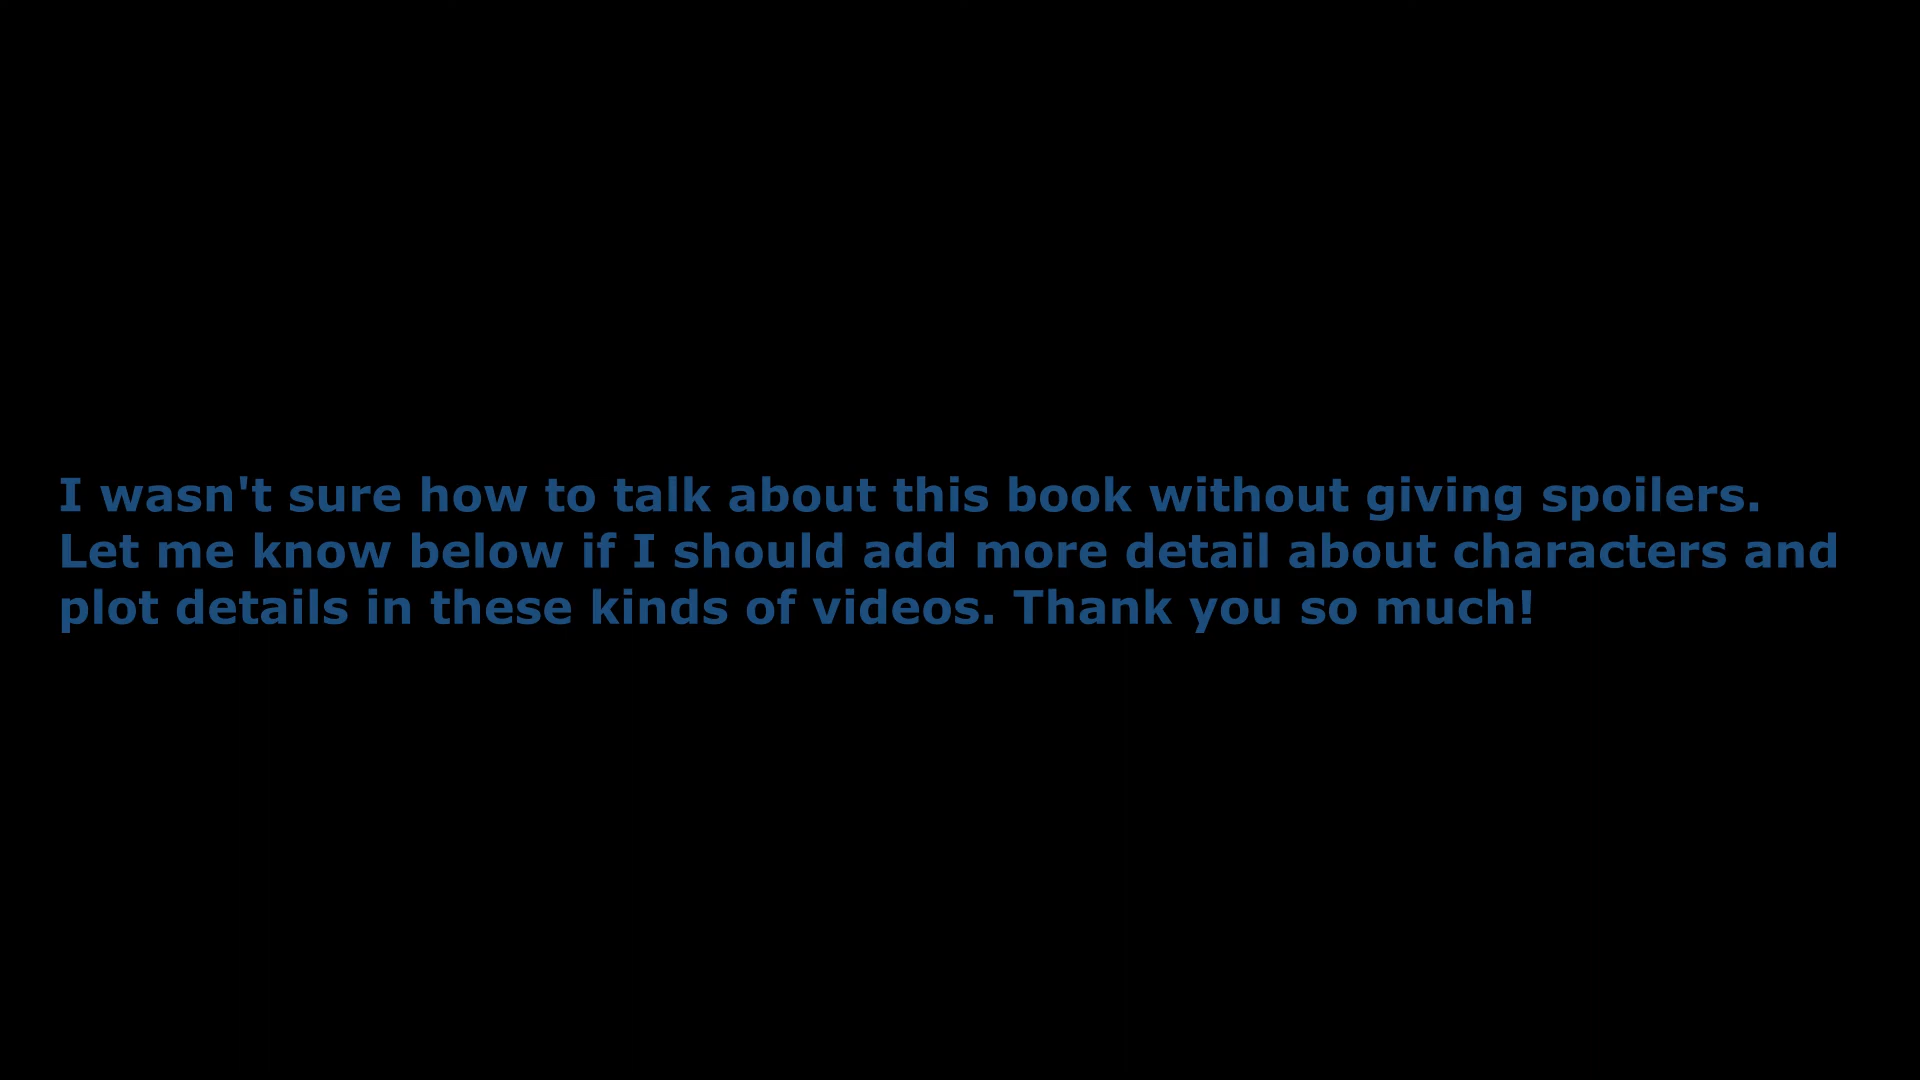 I wasn't sure how to talk about this book without giving spoilers.
Let me know below if I should add more detail about characters and
plot details in these kinds of videos. Thank you so much!